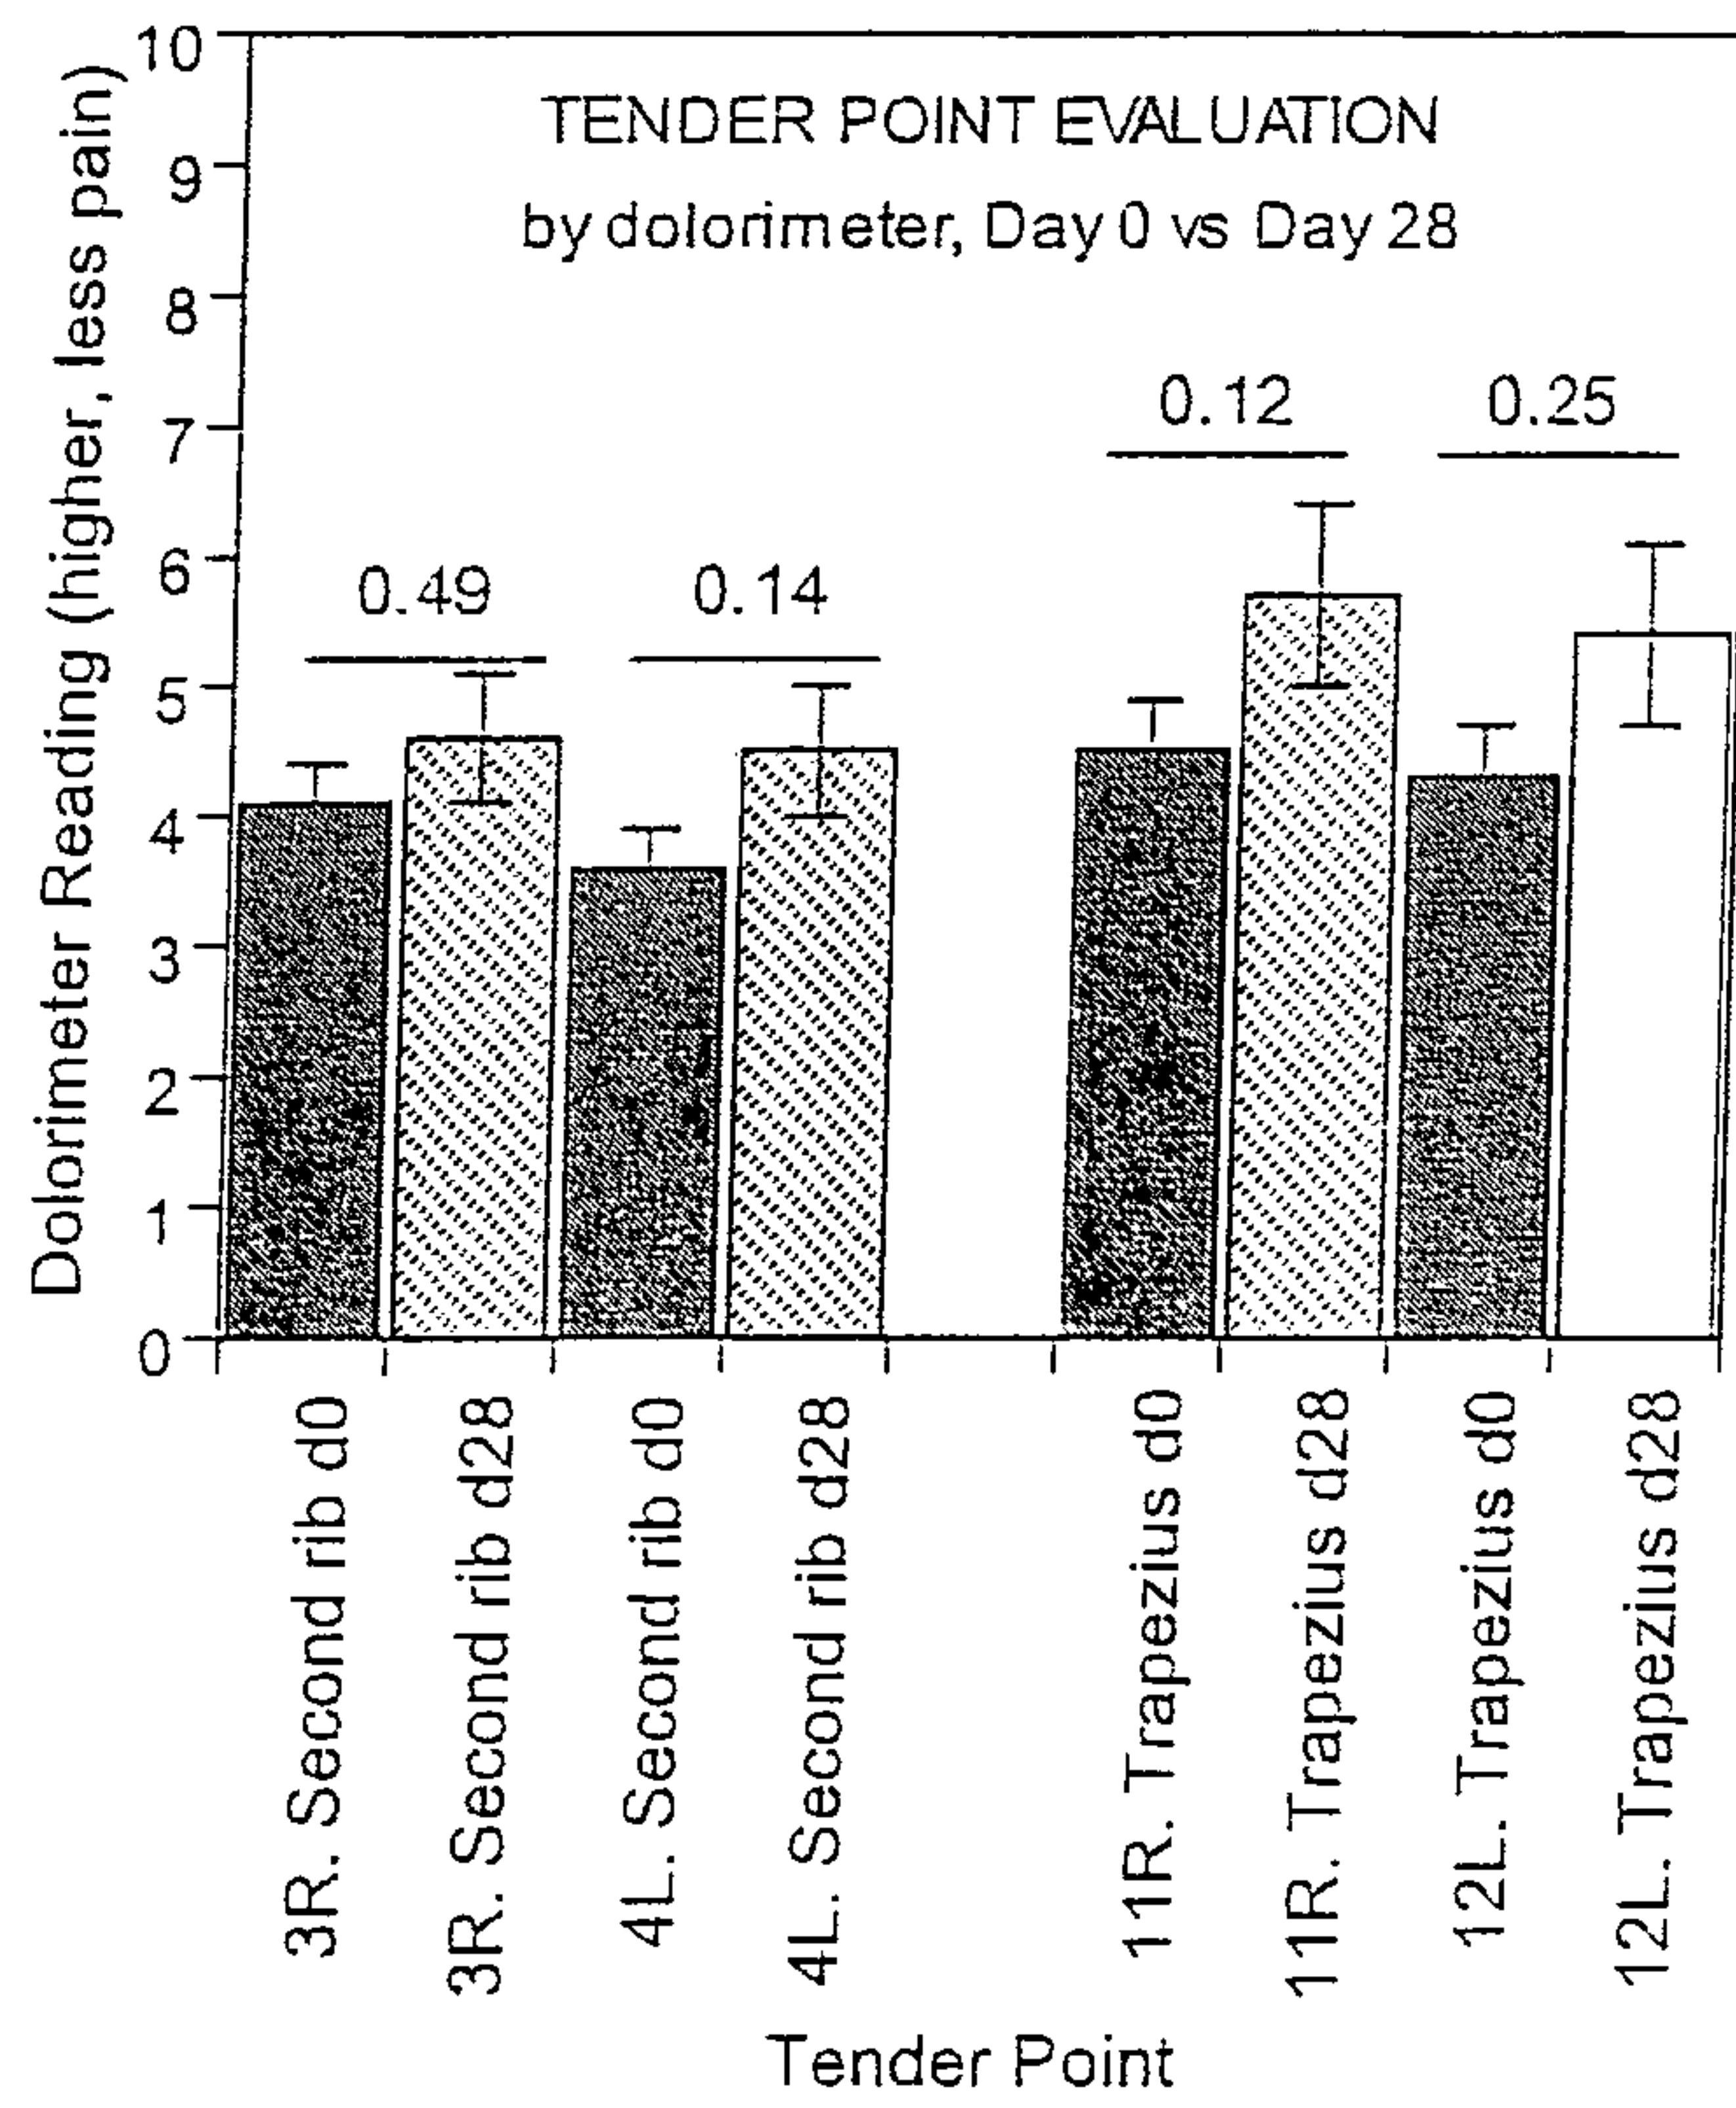 TENDER POINT EVALUATION
by dolorimeter, Day 0 vs Day 28
Dolorimeter Reading (higher, less pain)
10
9
8
7
6
5
4
3
2
1
0
0.49
0.14
0.12
0.25
3R. Second rib d0
3R. Second rib d28
4L. Second rib d0
4L. Second rib d28
11R. Trapezius d0
11R. Trapezius d28
12L. Trapezius d0
12L. Trapezius d28
Tender Point